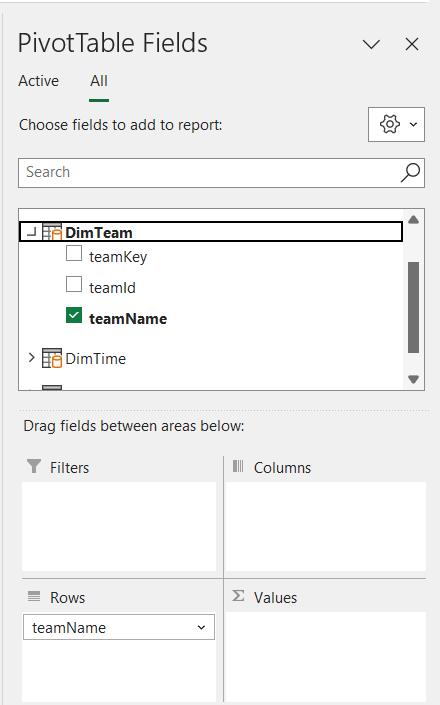 PivotTable Fields
Active All
Choose fields to add to report:
Search
DimTeam
teamKey
teamId
teamName
DimTime
Drag fields between areas below:
Filters
Columns
Rows
Values
teamName